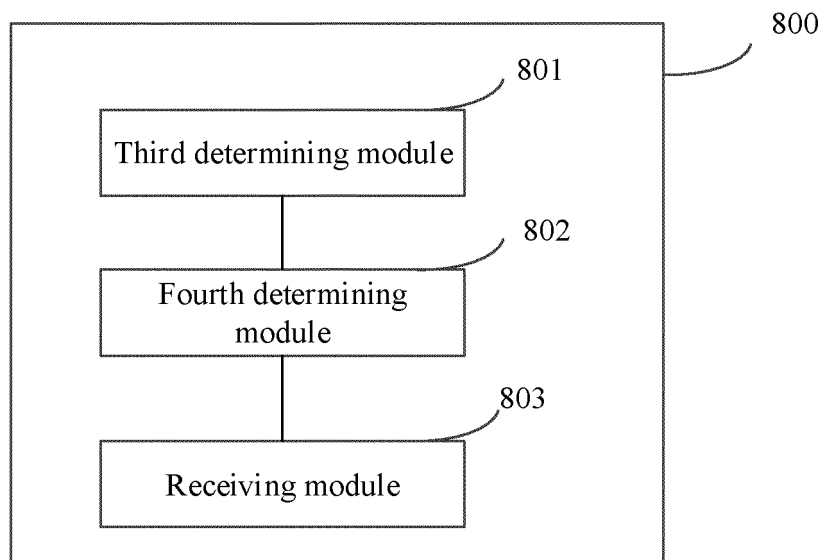 800
801
Third determining module
802
Fourth determining
module
803
Receiving module